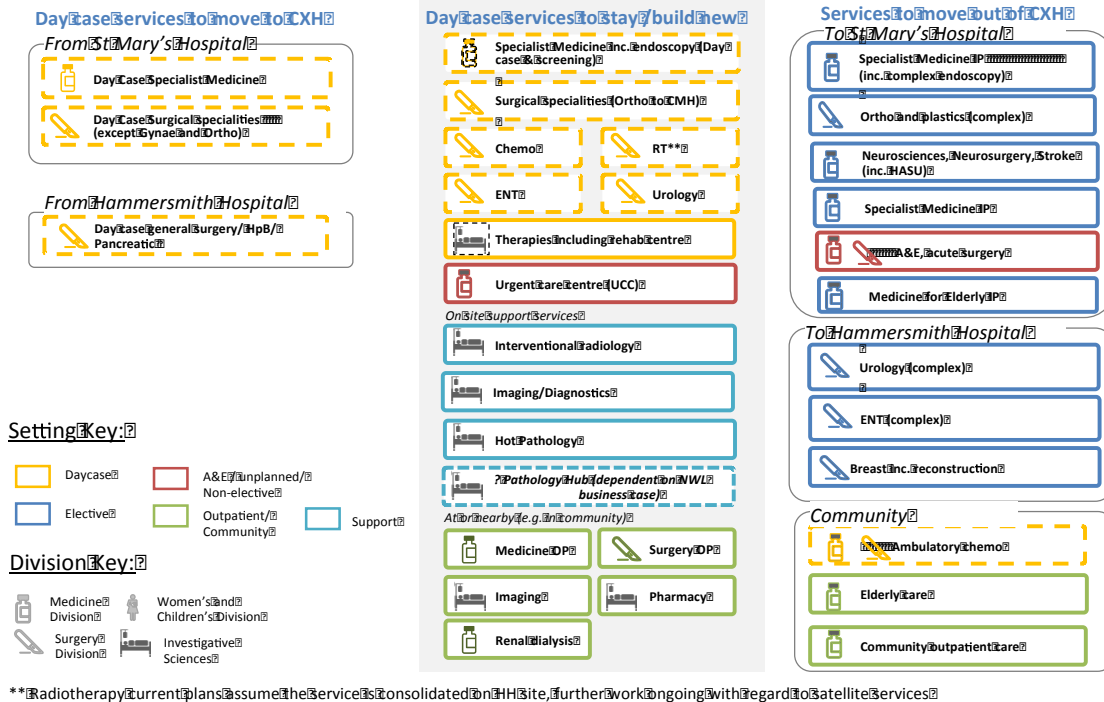 Day case services to move to CXH
From St Mary's Hospital
Day Case Specialist Medicine
Day Case Surgical specialities
(except Gynae and Ortho)
From Hammersmith Hospital
Day case general surgery/ HpB/
Pancreatic
Setting Key:
Daycase
A&E / unplanned/
Non-elective
Elective
Outpatient/
Community
Support
Division Key:
Medicine
Division
Women's and
Children's Division
Surgery
Division
Investigative
Sciences
Day case services to stay /build new
Specialist Medicine inc. endoscopy (Day
case & screening)
Surgical specialities (Ortho to CMH)
Chemo
RT**
ENT
Urology
Therapies including rehab centre
Urgent care centre (UCC)
On site support services
Interventional radiology
Imaging/Diagnostics
Hot Pathology
? Pathology Hub (dependent on NWL
business case)
At or nearby (e.g. in community)
Medicine OP
Surgery OP
Imaging
Pharmacy
Renal dialysis
Services to move out of CXH
To St Mary's Hospital
Specialist Medicine IP
(inc. complex endoscopy)
Ortho and plastics (complex)
Neurosciences, Neurosurgery, Stroke
(inc. HASU)
Specialist Medicine IP
A&E, acute surgery
Medicine for Elderly IP
To Hammersmith Hospital
Urology (complex)
ENT (complex)
Breast inc. reconstruction
Community
Ambulatory chemo
Elderly care
Community outpatient care
** Radiotherapy current plans assume the service is consolidated on HH site, further work ongoing with regard to satellite services